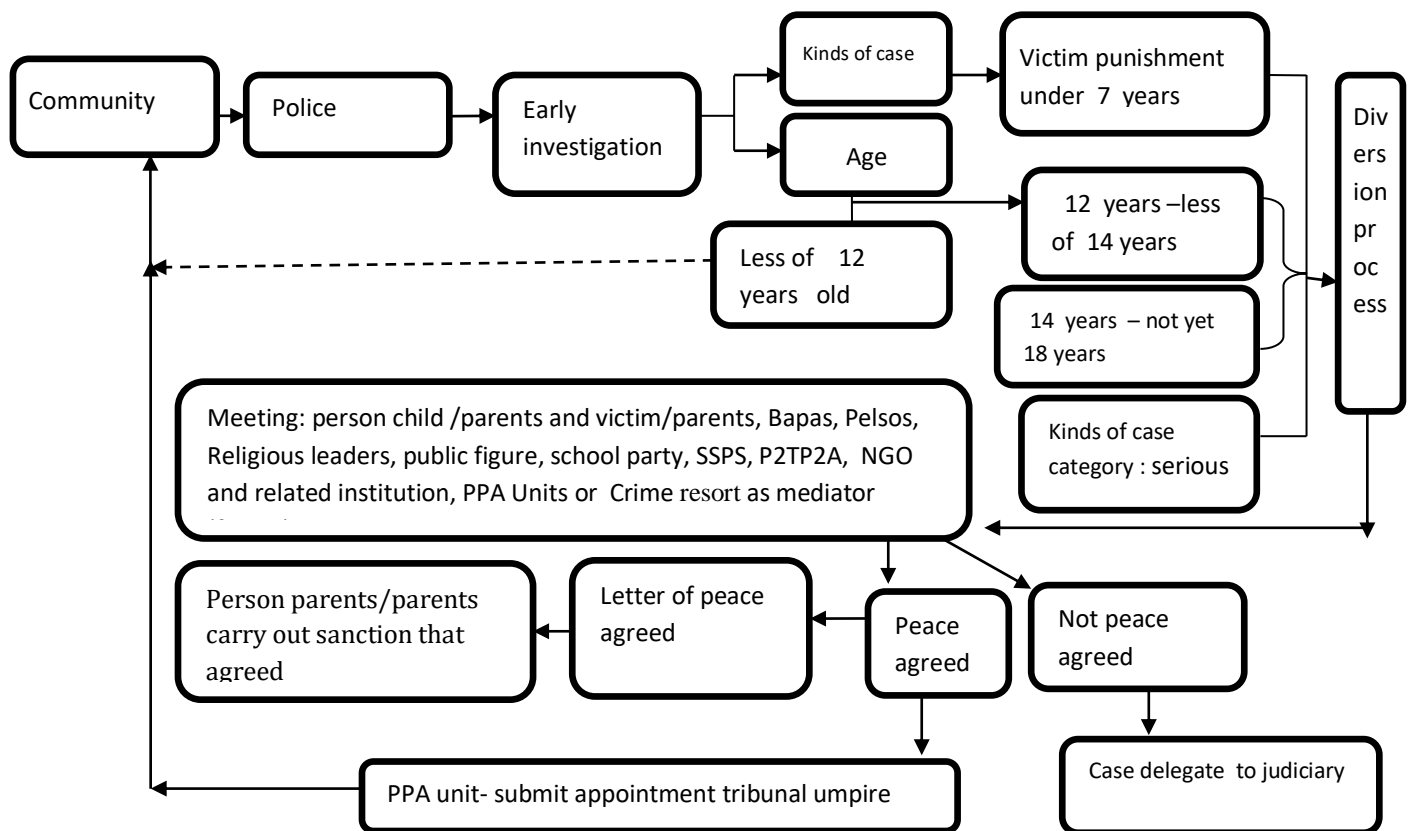 Community
Police
Early
investigation
Kinds of case
Age
Victim punishment
under 7 years
Div
ers
ion
pr
oc
ess
12 years –less
of 14 years
Less of 12
years old
14 years – not yet
18 years
Kinds of case
category : serious
Meeting: person child /parents and victim/parents, Bapas, Pelsos,
Religious leaders, public figure, school party, SSPS, P2TP2A, NGO
and related institution, PPA Units or Crime resort as mediator
Person parents/parents
carry out sanction that
agreed
Letter of peace
agreed
Peace
agreed
Not peace
agreed
PPA unit- submit appointment tribunal umpire
Case delegate to judiciary